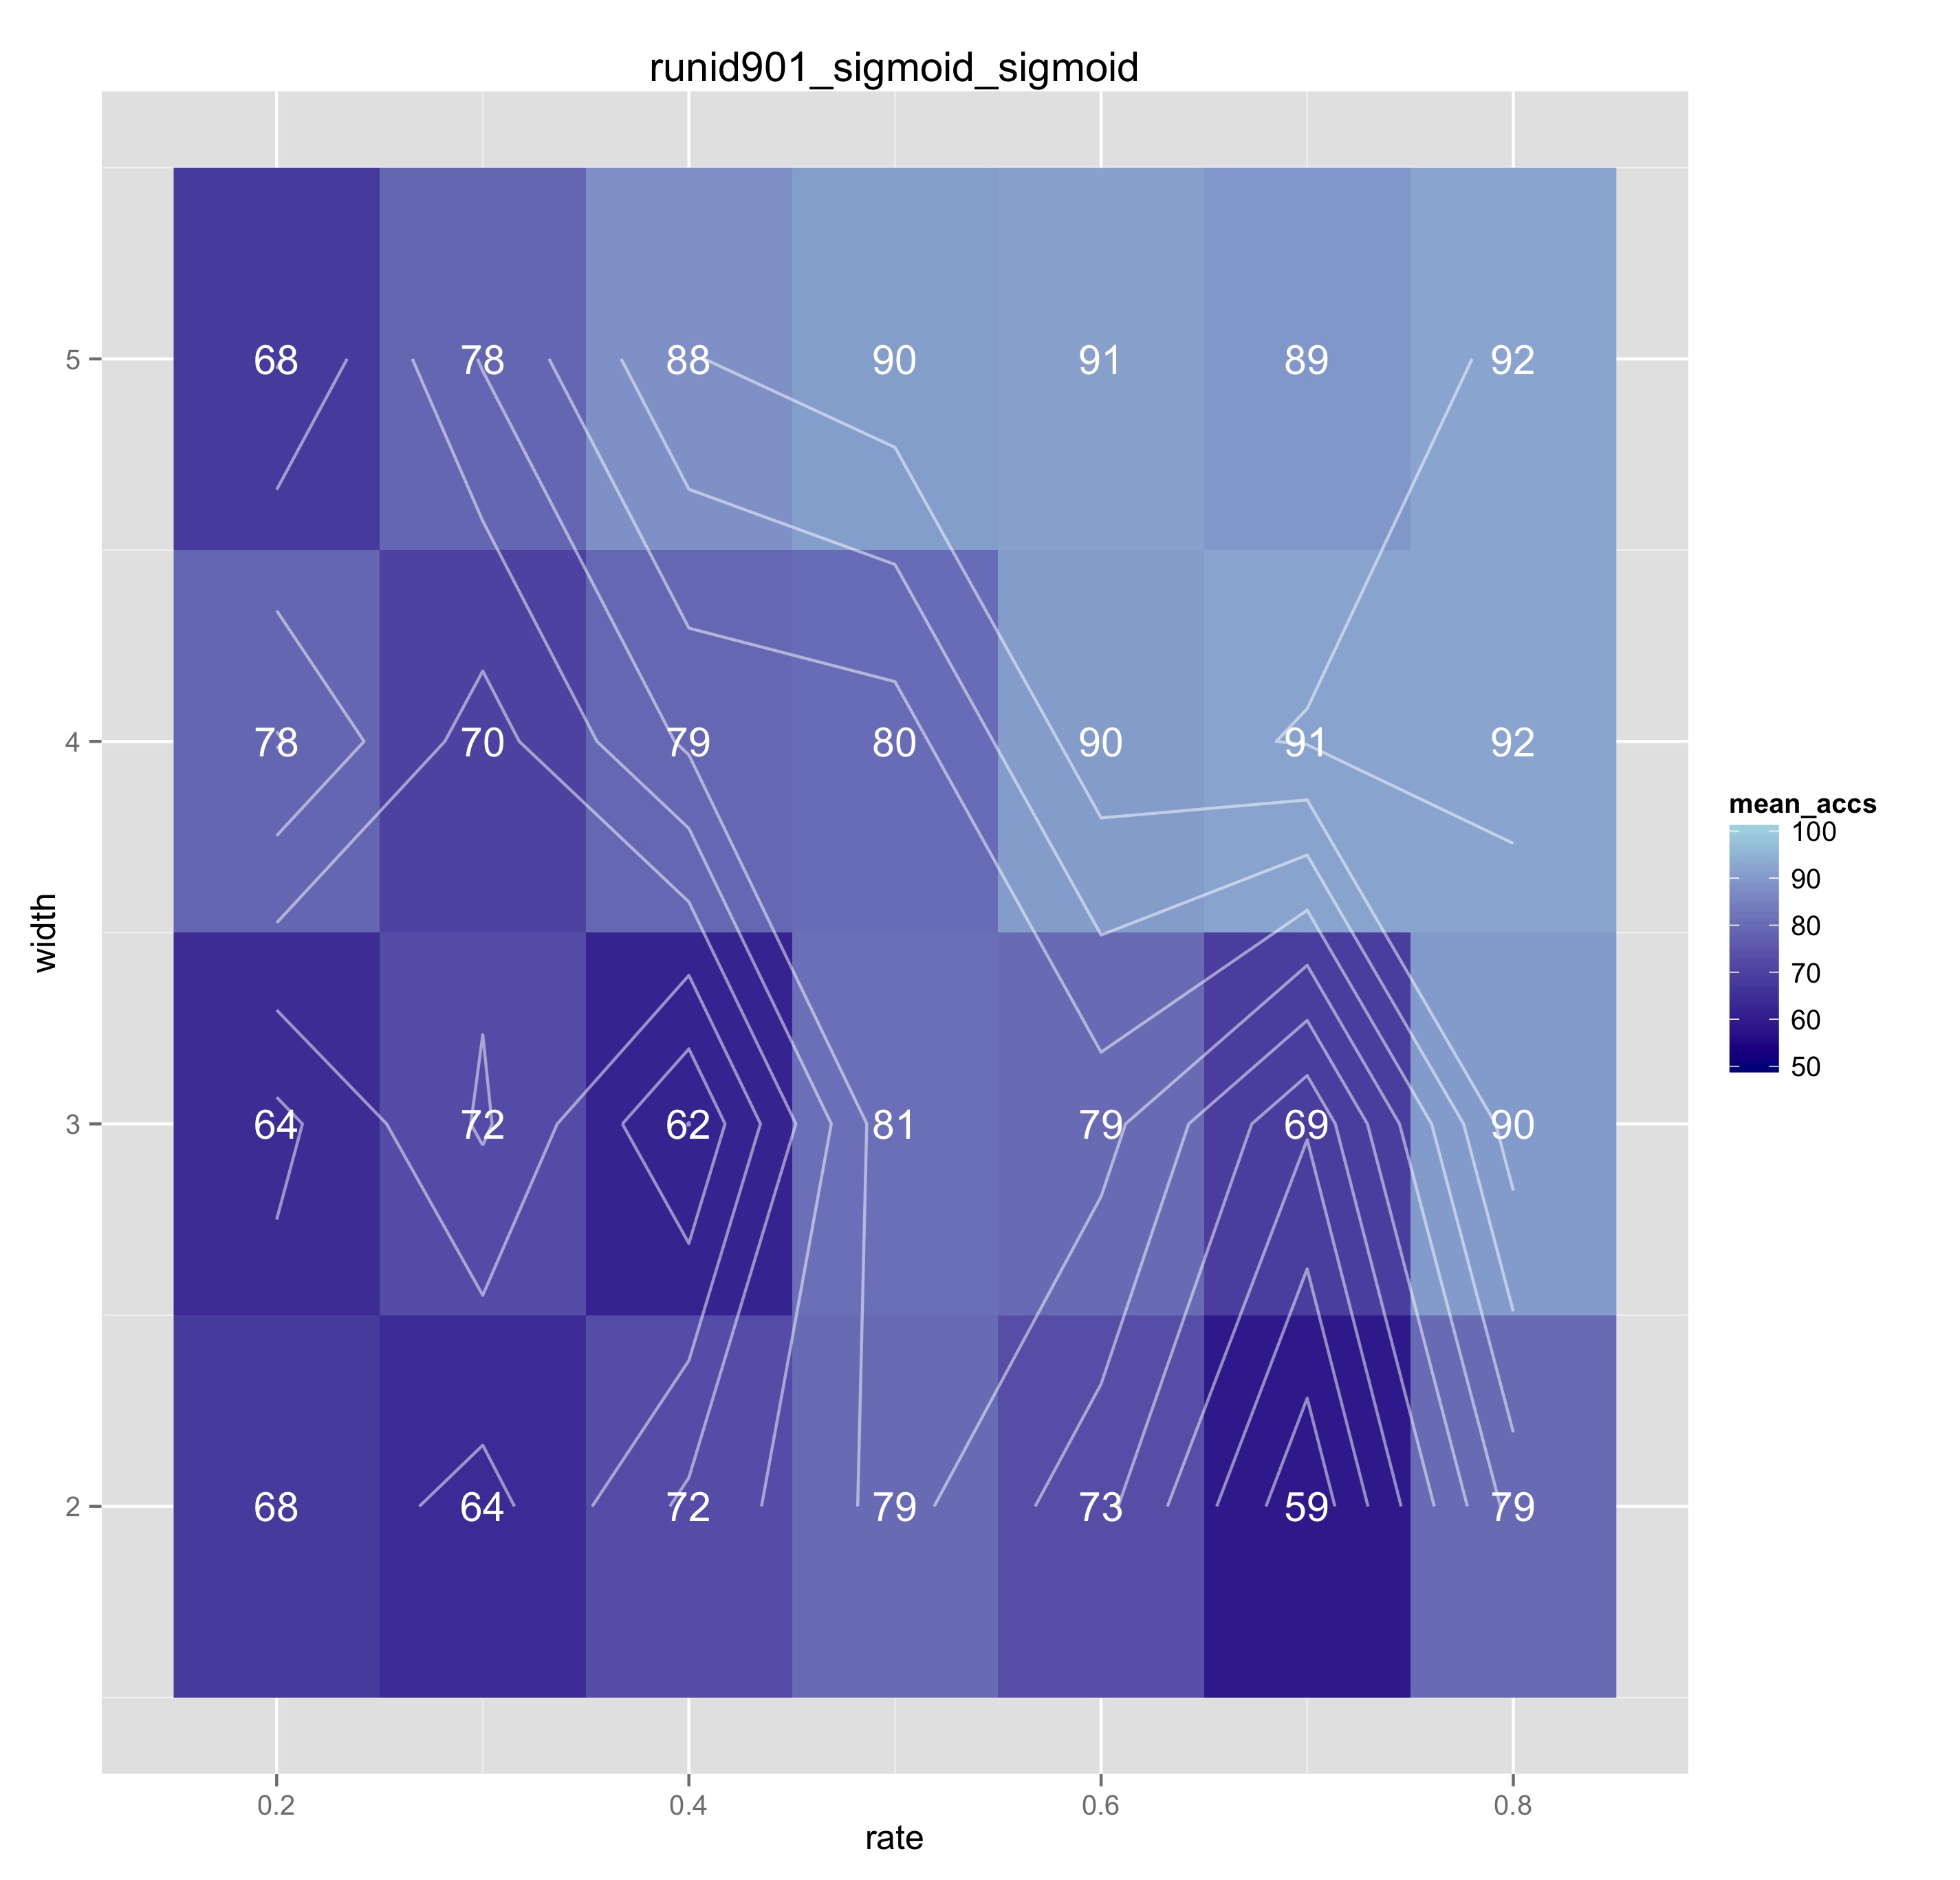 runid901_sigmoid_sigmoid
5
68 78 88 90 91 89 92
4
78 70 79 80 90 91 92
3
64 72 62 81 79 69 90
2
68 64 72 79 73 59 79
width
0.2 0.4 0.6 0.8
rate
mean_accs
100
90
80
70
60
50